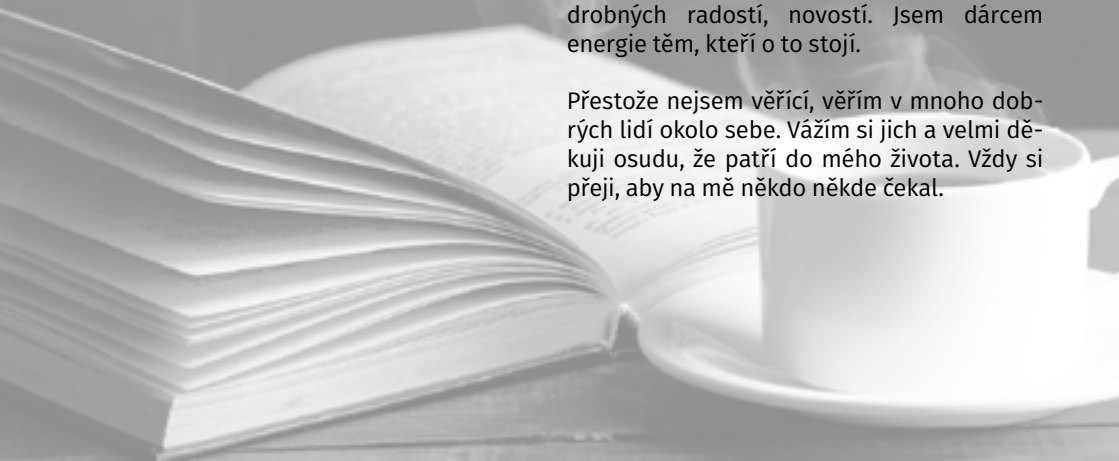 drobných radostí, novostí. Jsem dárcem
energie těm, kteří o to stojí.
Přestože nejsem věřící, věřím v mnoho dob-
rých lidí okolo sebe. Vážím si jich a velmi dě-
kuji osudu, že patří do mého života. Vždy si
přeji, aby na mě někdo někde čekal.